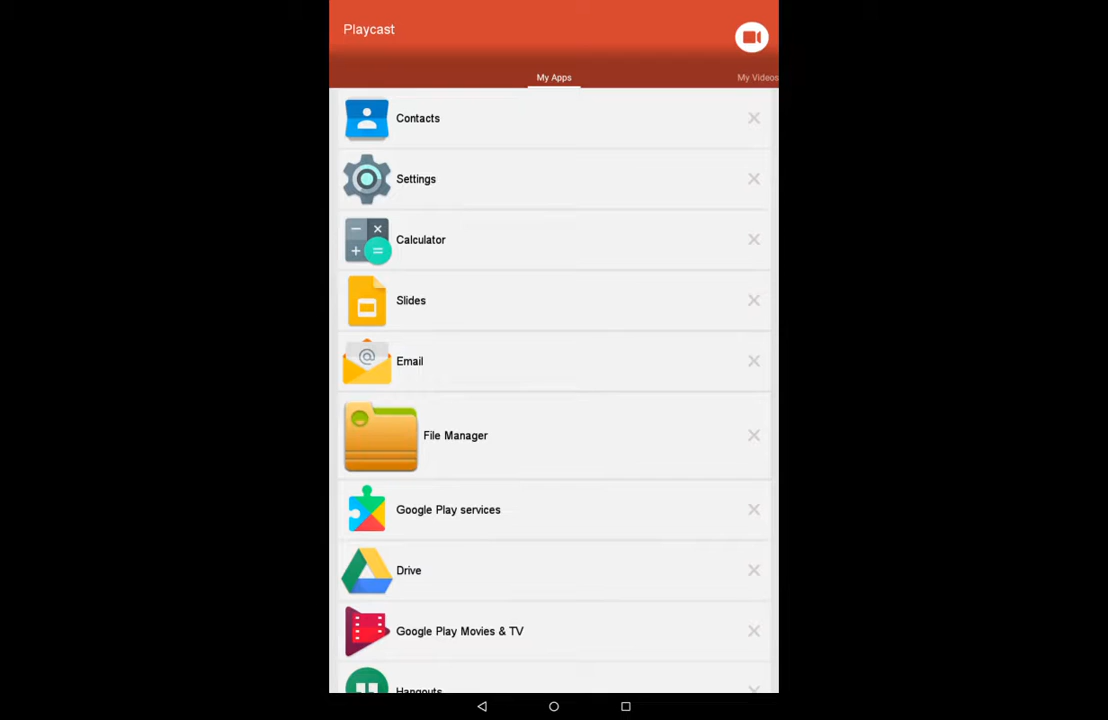 Playcast
My Apps
My Videos
Contacts
Settings
Calculator
Slides
Email
File Manager
Google Play services
Drive
Google Play Movies & TV
Hangouts